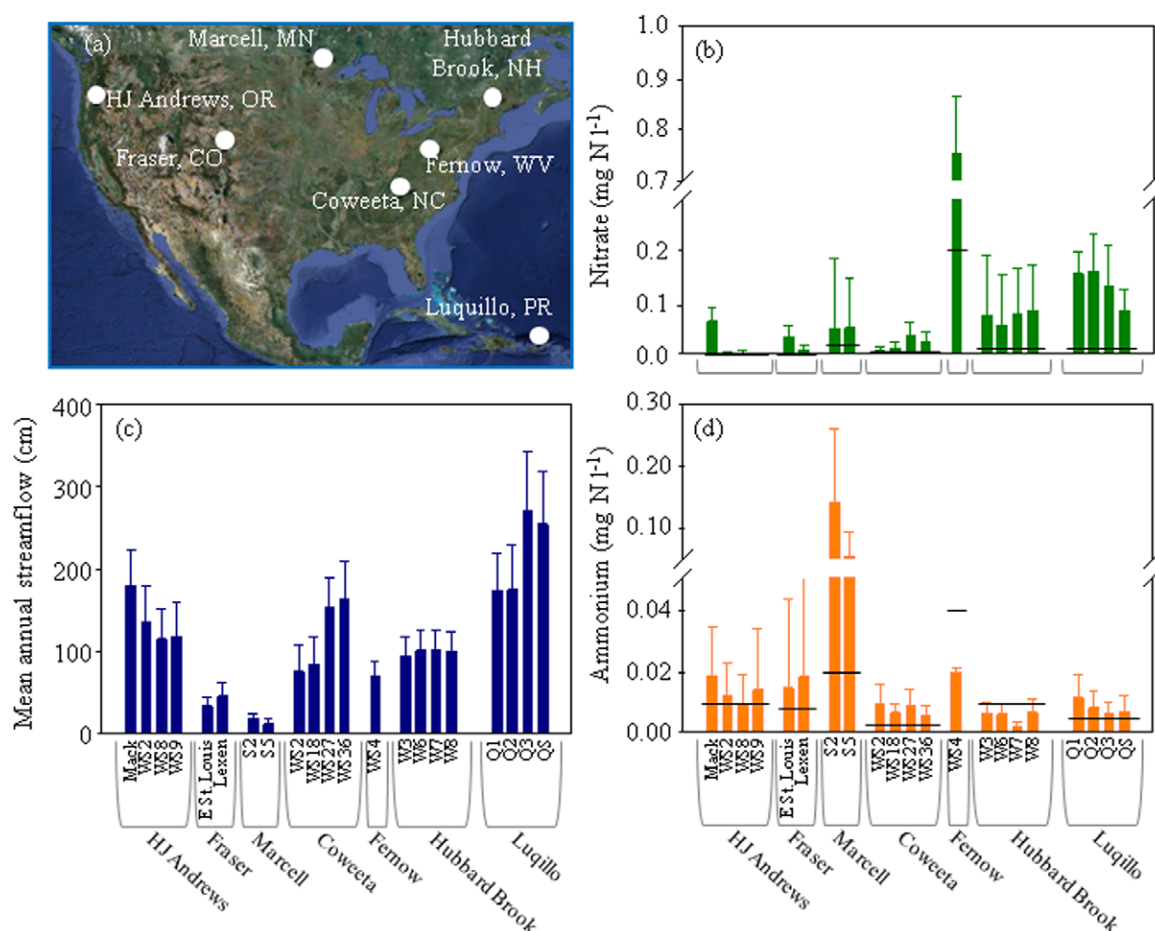 (a)
Marcell, MN
Hubbard
Brook, NH
HJ Andrews, OR
Fraser, CO
Fernow, WV
Coweeta, NC
Luquillo, PR
(b)
Nitrate (mg N l-1)
1.0
0.9
0.8
0.7
0.2
0.1
0.0
(c)
Mean annual streamflow (cm)
400
300
200
100
0
Mack
WS2
WS8
WS9
E St. Louis
Lexen
S2
S5
WS2
WS18
WS27
WS36
WS4
W3
W6
W7
W8
Q1
Q2
Q3
QS
HJ Andrews
Fraser
Marcell
Coweeta
Fernow
Hubbard Brook
Luqillo
(d)
Ammonium (mg N l-1)
0.30
0.20
0.10
0.04
0.02
0.00
Mack
WS2
WS8
WS9
E St. Louis
Lexen
S2
S5
WS2
WS18
WS27
WS36
WS4
W3
W6
W7
W8
Q1
Q2
Q3
QS
HJ Andrews
Fraser
Marcell
Coweeta
Fernow
Hubbard Brook
Luqillo